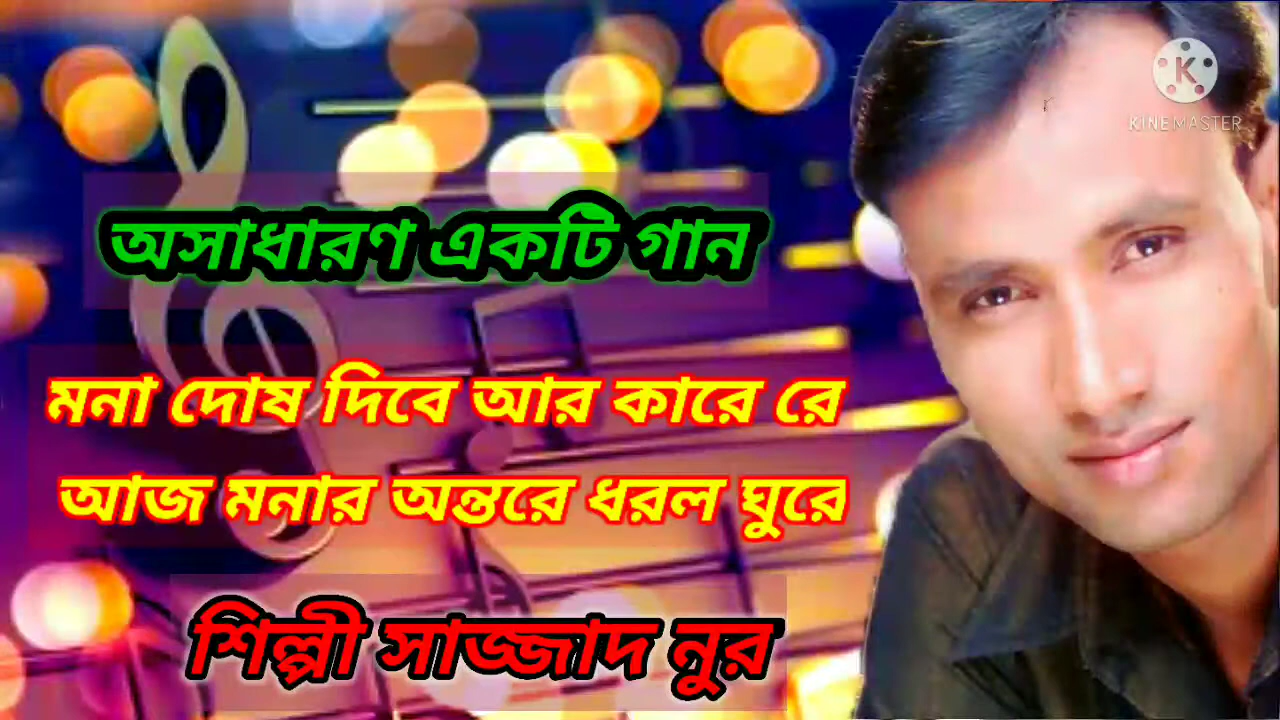 K
KINEMASTER
অসাধারণ একটি গান
মনা দোষ দিবে আর কারে রে
আজ মনার অন্তরে ধরল ঘুরে
শিল্পী সাজ্জাদ নুর